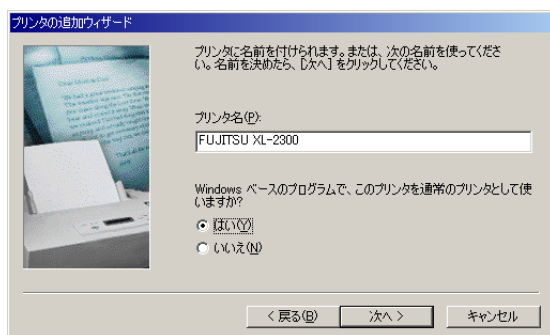 プリンタの追加ウィザード
プリンタに名前を付けられます。または、次の名前を使ってくださ
い。名前を決めたら、[次へ] をクリックしてください。
プリンタ名(P):
FUJITSU XL-2300
Windows ベースのプログラムで、このプリンタを通常のプリンタとして使
いますか?
はい(Y)
いいえ(N)
< 戻る(B)
次へ >
キャンセル